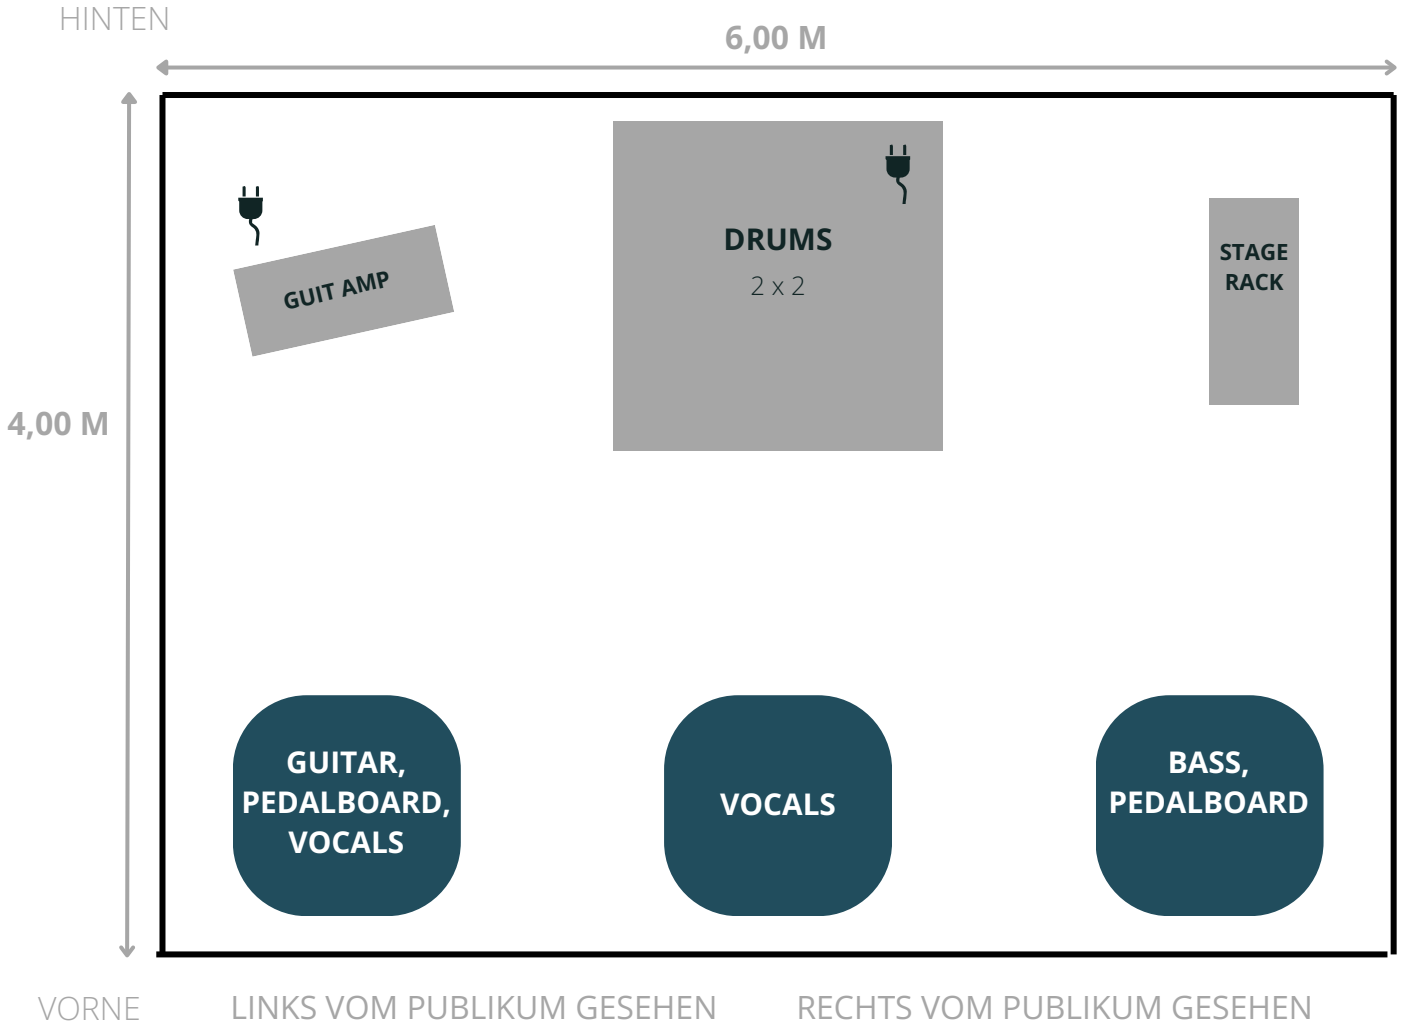 HINTEN
6,00 M
DRUMS
2 x 2
GUIT AMP
STAGE
RACK
4,00 M
GUITAR,
PEDALBOARD,
VOCALS
VOCALS
BASS,
PEDALBOARD
VORNE
LINKS VOM PUBLIKUM GESEHEN
RECHTS VOM PUBLIKUM GESEHEN